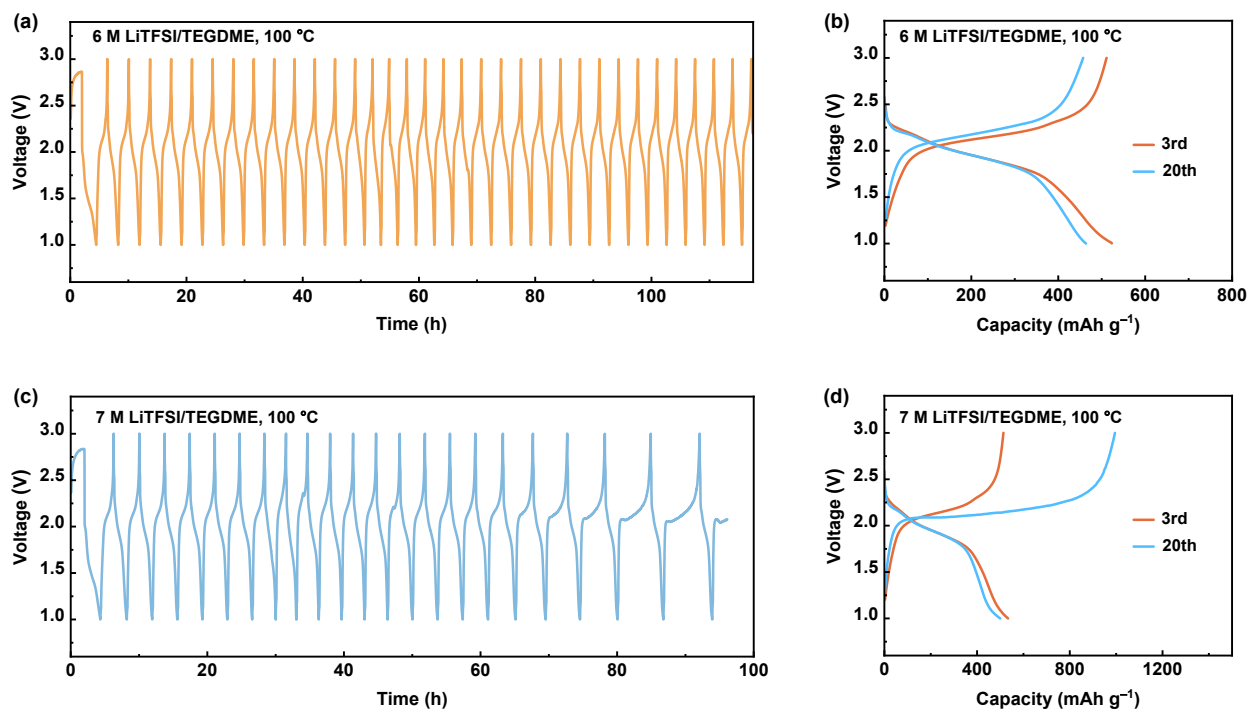 (a)
6 M LiTFSI/TEGDME, 100 °C
Voltage (V)
3.0
2.5
2.0
1.5
1.0
0 20 40 60 80 100
Time (h)
(b)
6 M LiTFSI/TEGDME, 100 °C
Voltage (V)
3.0
2.5
2.0
1.5
1.0
3rd
20th
0 200 400 600 800
Capacity (mAh g⁻¹)
(c)
7 M LiTFSI/TEGDME, 100 °C
Voltage (V)
3.0
2.5
2.0
1.5
1.0
0 20 40 60 80 100
Time (h)
(d)
7 M LiTFSI/TEGDME, 100 °C
Voltage (V)
3.0
2.5
2.0
1.5
1.0
3rd
20th
0 400 800 1200
Capacity (mAh g⁻¹)